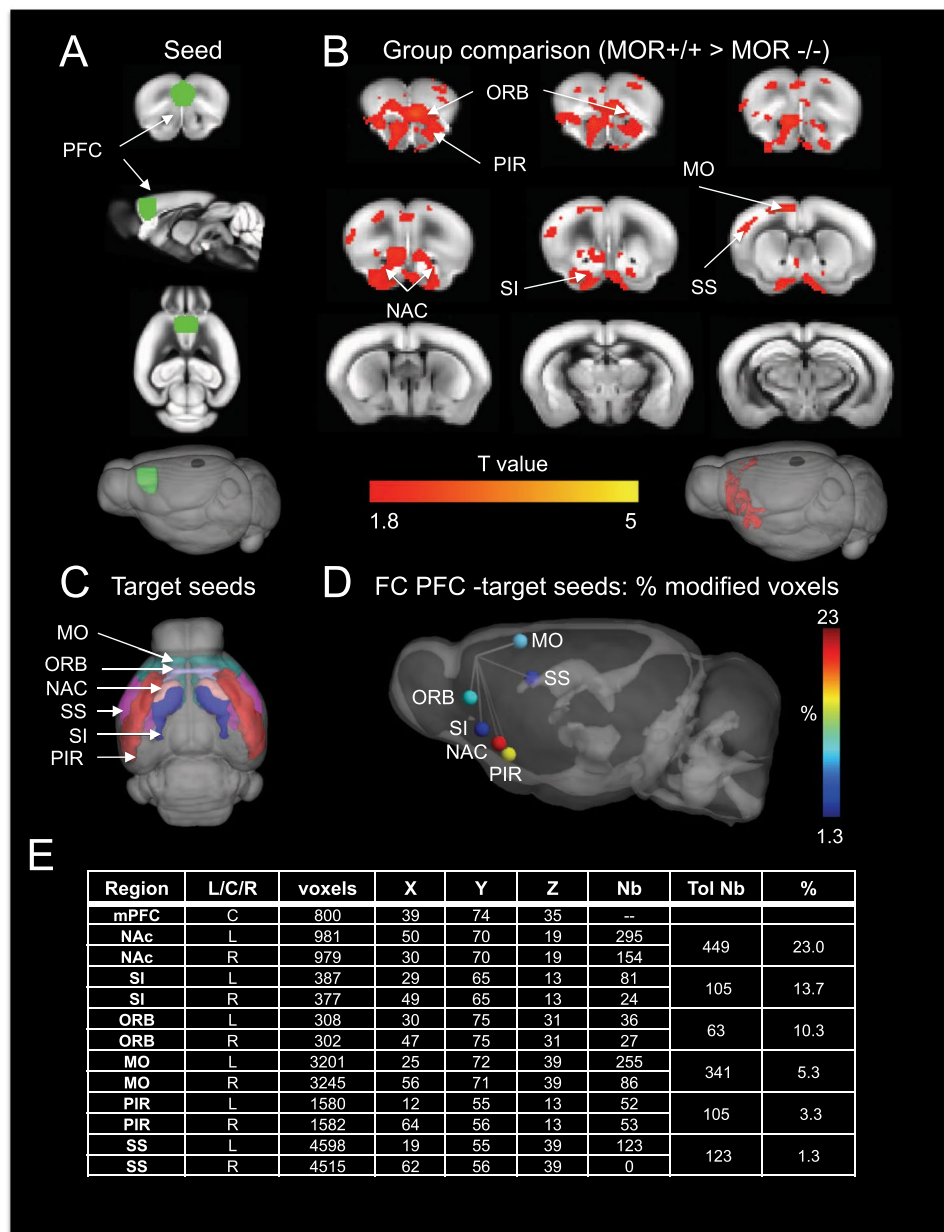 A Seed
PFC
B Group comparison (MOR+/+ > MOR -/-)
ORB
PIR
MO
SI
SS
NAC
T value
1.8 5
C Target seeds
MO
ORB
NAC
SS
SI
PIR
D FC PFC -target seeds: % modified voxels
MO
SS
ORB
SI
NAC
PIR
23
%
1.3
E
Region L/C/R voxels X Y Z Nb Tol Nb %
mPFC C 800 39 74 35 --
NAc L 981 50 70 19 295
449 23.0
NAc R 979 30 70 19 154
SI L 387 29 65 13 81
105 13.7
SI R 377 49 65 13 24
ORB L 308 30 75 31 36
63 10.3
ORB R 302 47 75 31 27
MO L 3201 25 72 39 255
341 5.3
MO R 3245 56 71 39 86
PIR L 1580 12 55 13 52
105 3.3
PIR R 1582 64 56 13 53
SS L 4598 19 55 39 123
123 1.3
SS R 4515 62 56 39 0